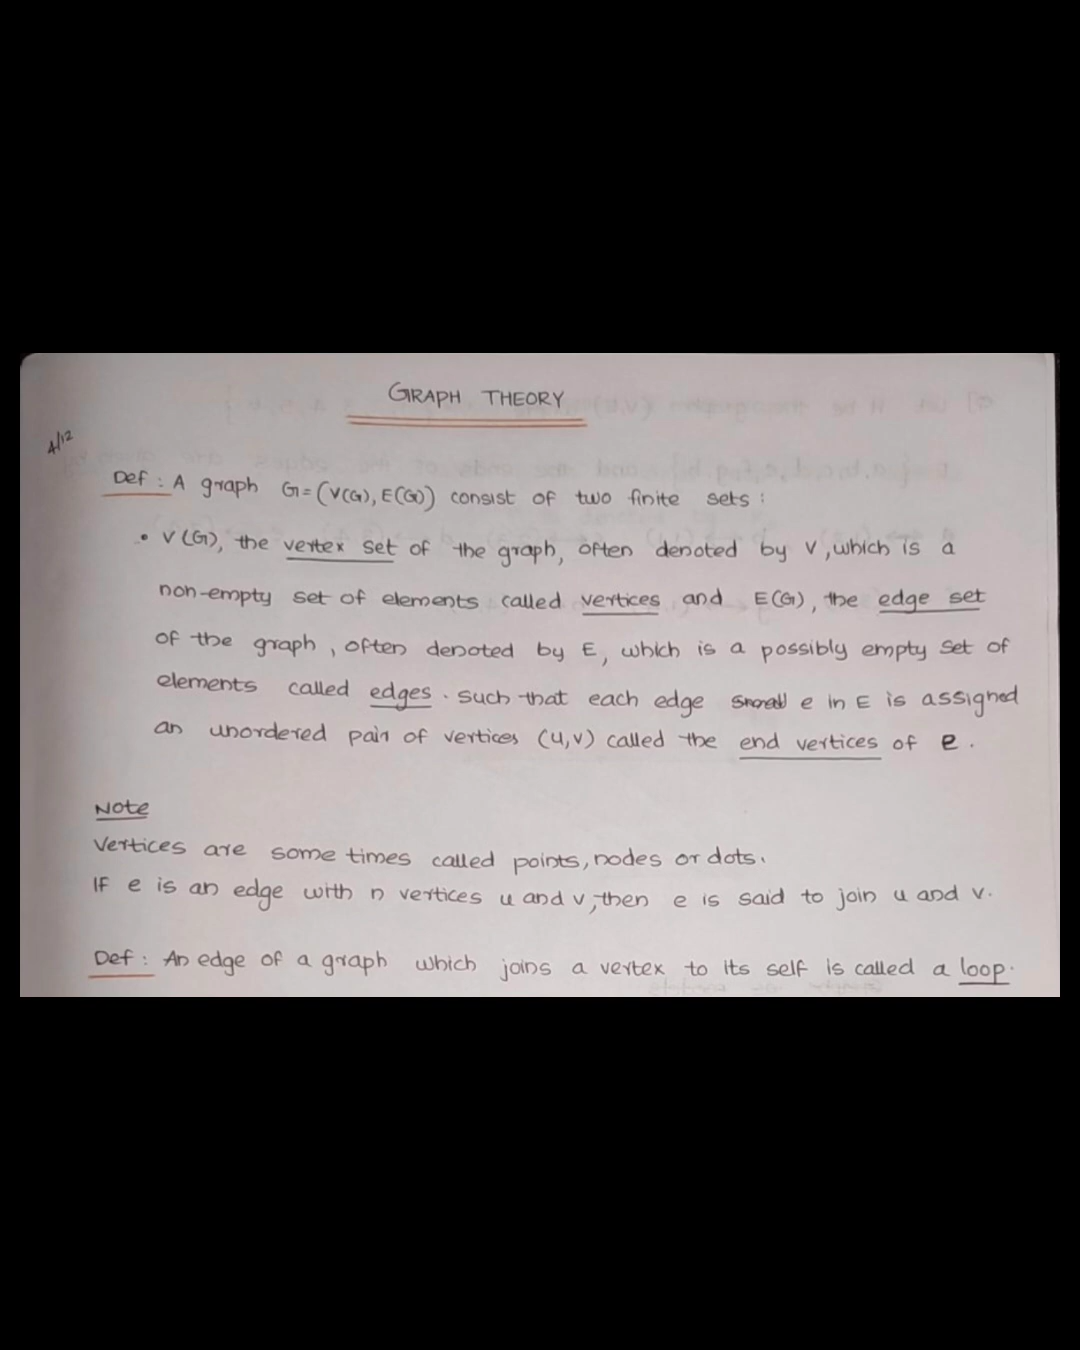 GRAPH THEORY
4/12
Def : A graph G = (V(G), E(G)) consist of two finite sets :
• V(G), the vertex set of the graph, often denoted by V, which is a
non-empty set of elements called vertices and E(G), the edge set
of the graph, often denoted by E, which is a possibly empty set of
elements called edges. such that each edge small e in E is assigned
an unordered pair of vertices (u,v) called the end vertices of e.
Note
Vertices are some times called points, nodes or dots.
If e is an edge with n vertices u and v, then e is said to join u and v.
Def : An edge of a graph which joins a vertex to its self is called a loop.